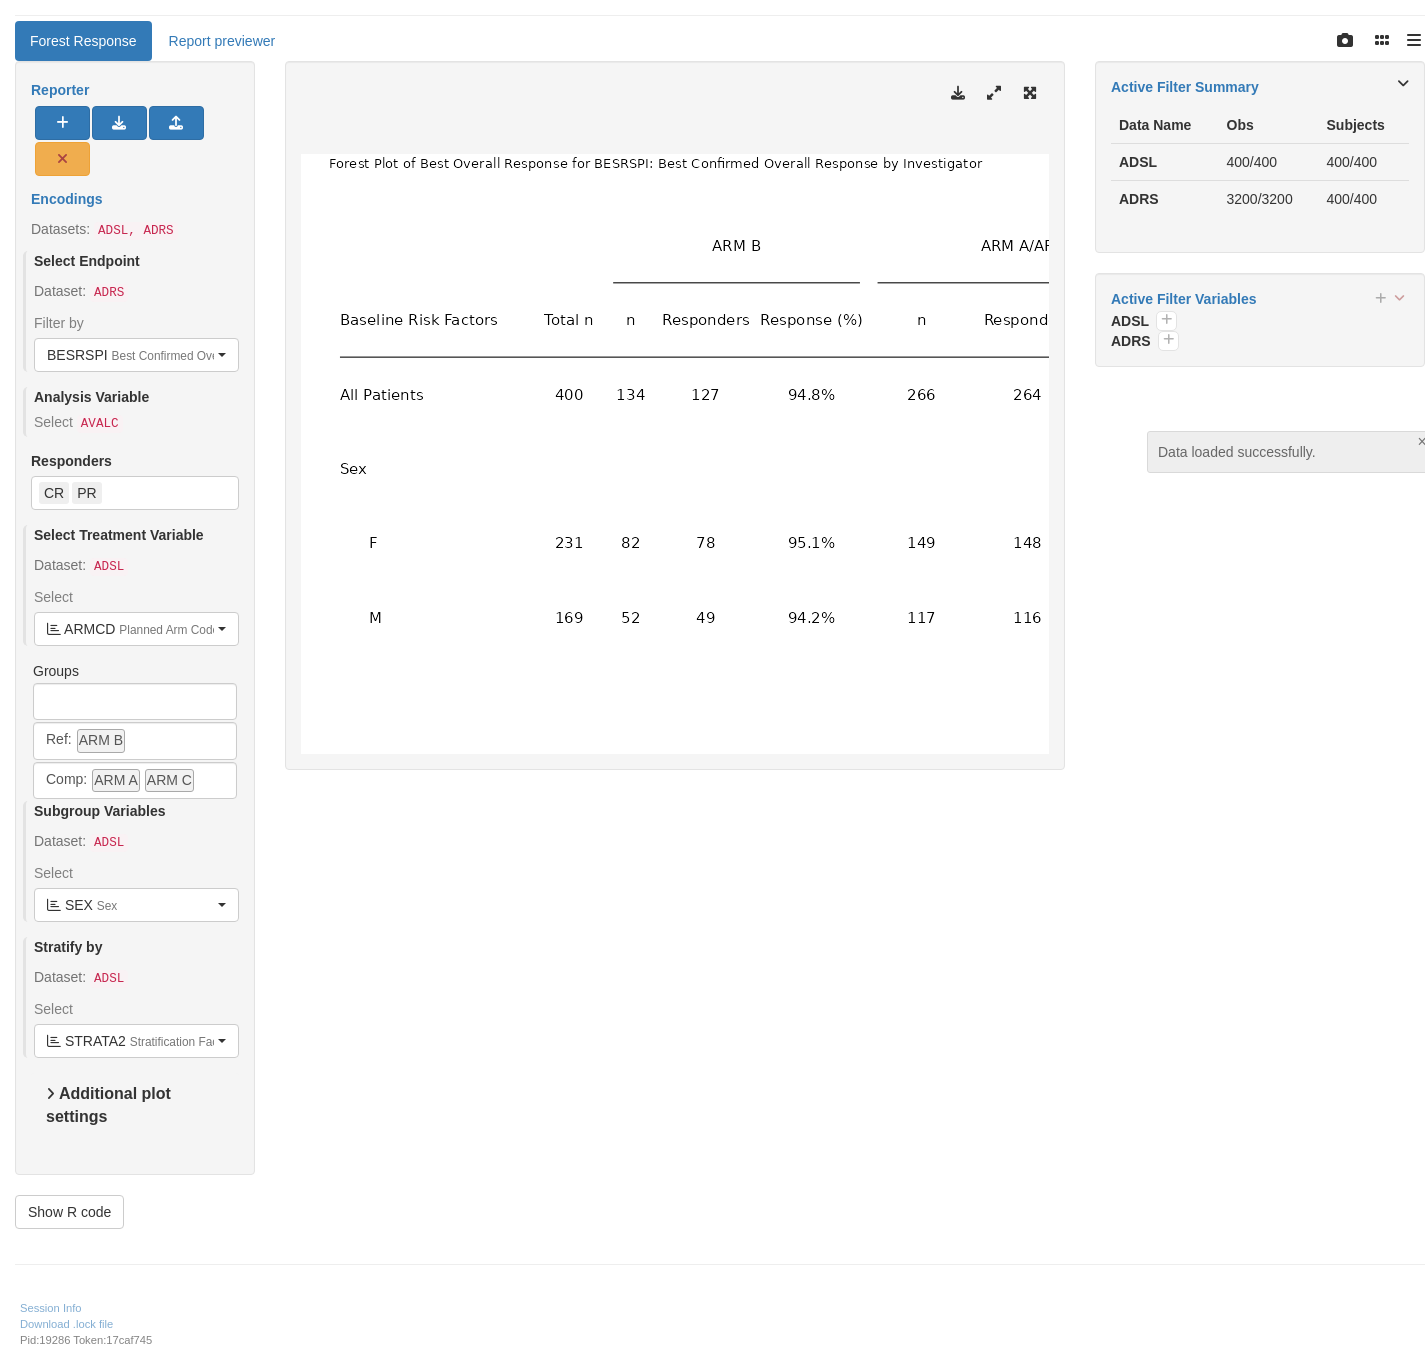 Forest Response
Report previewer
Reporter
Encodings
Datasets: ADSL, ADRS
Select Endpoint
Dataset: ADRS
Filter by
BESRSPI Best Confirmed Ove
Analysis Variable
Select AVALC
Responders
CR PR
Select Treatment Variable
Dataset: ADSL
Select
ARMCD Planned Arm Code
Groups
Ref: ARM B
Comp: ARM A ARM C
Subgroup Variables
Dataset: ADSL
Select
SEX Sex
Stratify by
Dataset: ADSL
Select
STRATA2 Stratification Fac
Additional plot
settings
Show R code
Forest Plot of Best Overall Response for BESRSPI: Best Confirmed Overall Response by Investigator
ARM B ARM A/AR
Baseline Risk Factors Total n n Responders Response (%) n Respond
All Patients 400 134 127 94.8% 266 264
Sex
F 231 82 78 95.1% 149 148
M 169 52 49 94.2% 117 116
Active Filter Summary
Data Name Obs Subjects
ADSL 400/400 400/400
ADRS 3200/3200 400/400
Active Filter Variables
ADSL
ADRS
Data loaded successfully.
Session Info
Download .lock file
Pid:19286 Token:17caf745